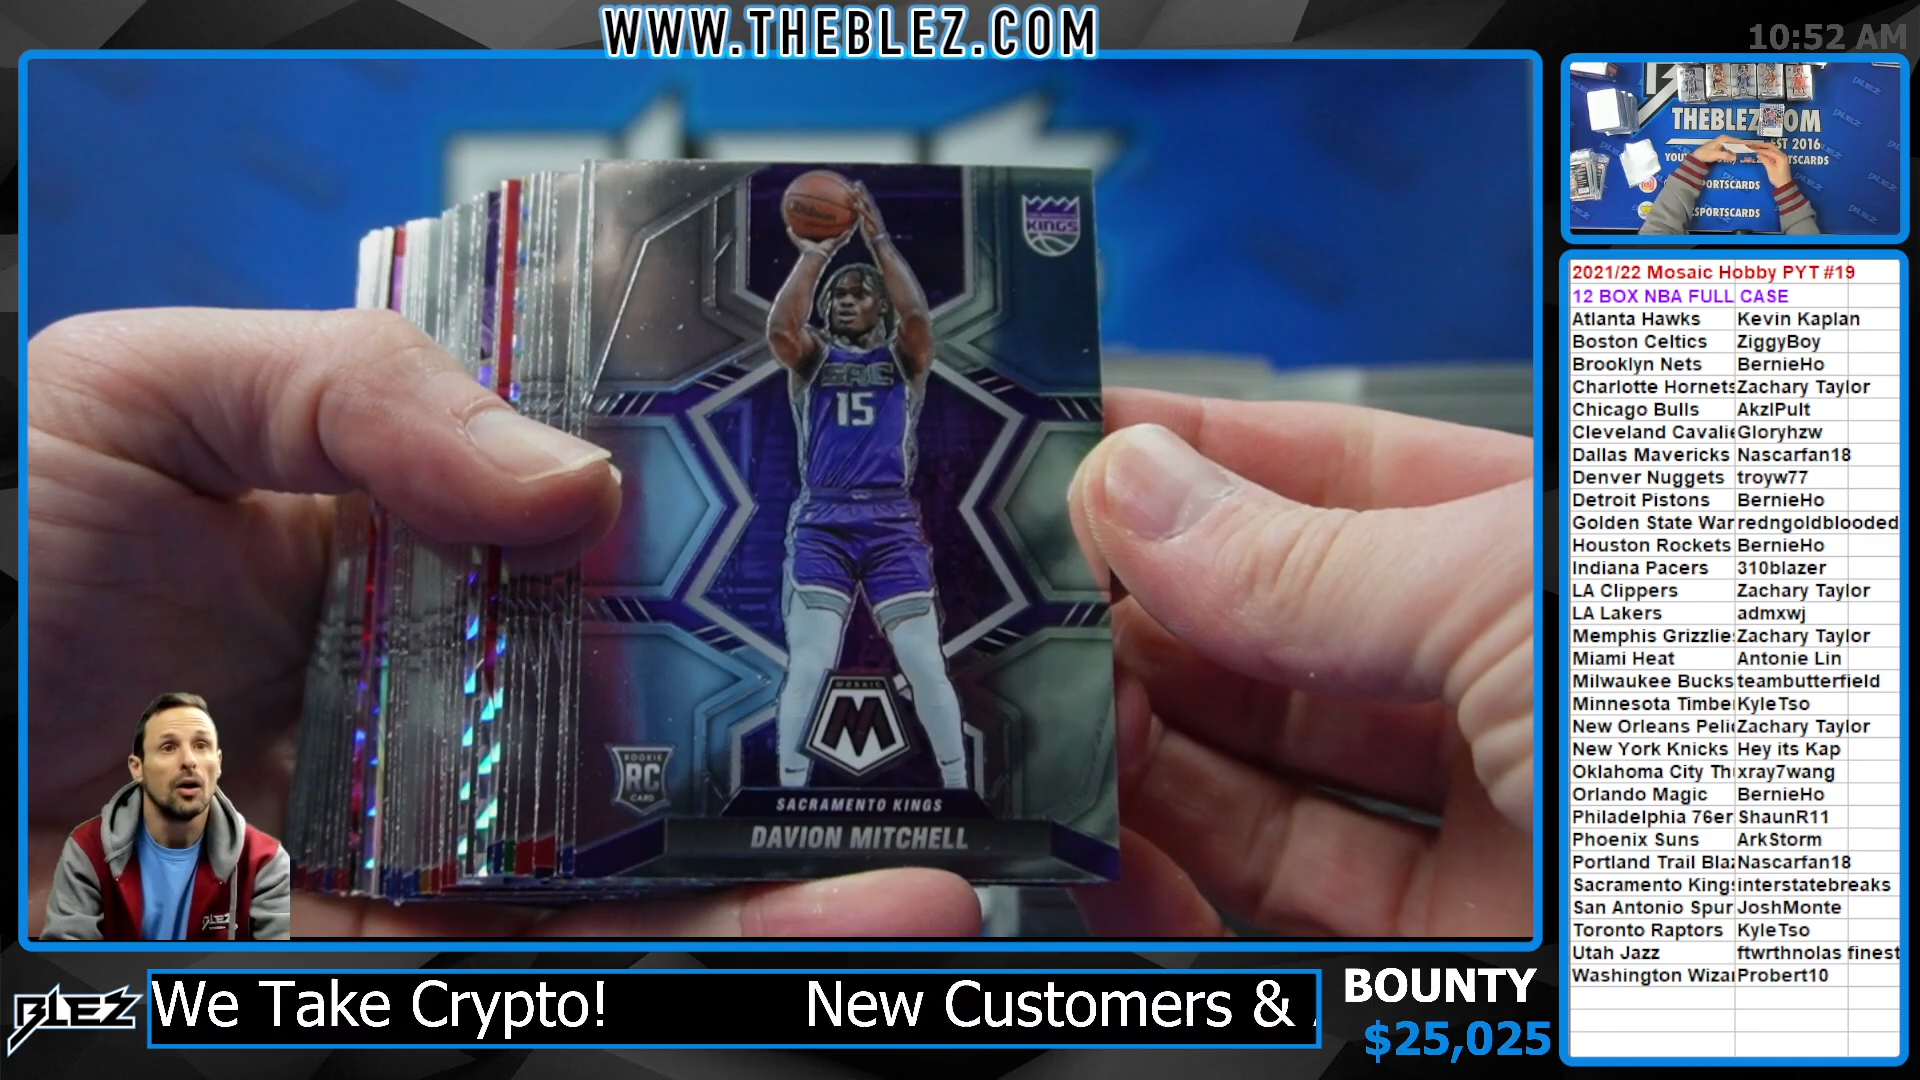 WWW.THEBLEZ.COM
10:52 AM
KINGS
Wilson
SAC
15
MOSAIC
M
ROOKIE
RC
CARD
SACRAMENTO KINGS
DAVION MITCHELL
BLEZ
THEBLEZ OM
EST 2016
PORTSCARDS
SPORTSCARDS
2021/22 Mosaic Hobby PYT #19
12 BOX NBA FULL CASE
Atlanta Hawks Kevin Kaplan
Boston Celtics ZiggyBoy
Brooklyn Nets BernieHo
Charlotte Hornets Zachary Taylor
Chicago Bulls AkzlPult
Cleveland Cavalie Gloryhzw
Dallas Mavericks Nascarfan18
Denver Nuggets troyw77
Detroit Pistons BernieHo
Golden State War redngoldblooded
Houston Rockets BernieHo
Indiana Pacers 310blazer
LA Clippers Zachary Taylor
LA Lakers admxwj
Memphis Grizzlie Zachary Taylor
Miami Heat Antonie Lin
Milwaukee Bucks teambutterfield
Minnesota Timbe KyleTso
New Orleans Peli Zachary Taylor
New York Knicks Hey its Kap
Oklahoma City Th xray7wang
Orlando Magic BernieHo
Philadelphia 76er ShaunR11
Phoenix Suns ArkStorm
Portland Trail Bla Nascarfan18
Sacramento Kings interstatebreaks
San Antonio Spur JoshMonte
Toronto Raptors KyleTso
Utah Jazz ftwrthnolas finest
Washington Wiza Probert10
BLEZ
We Take Crypto! New Customers &
BOUNTY
$25,025